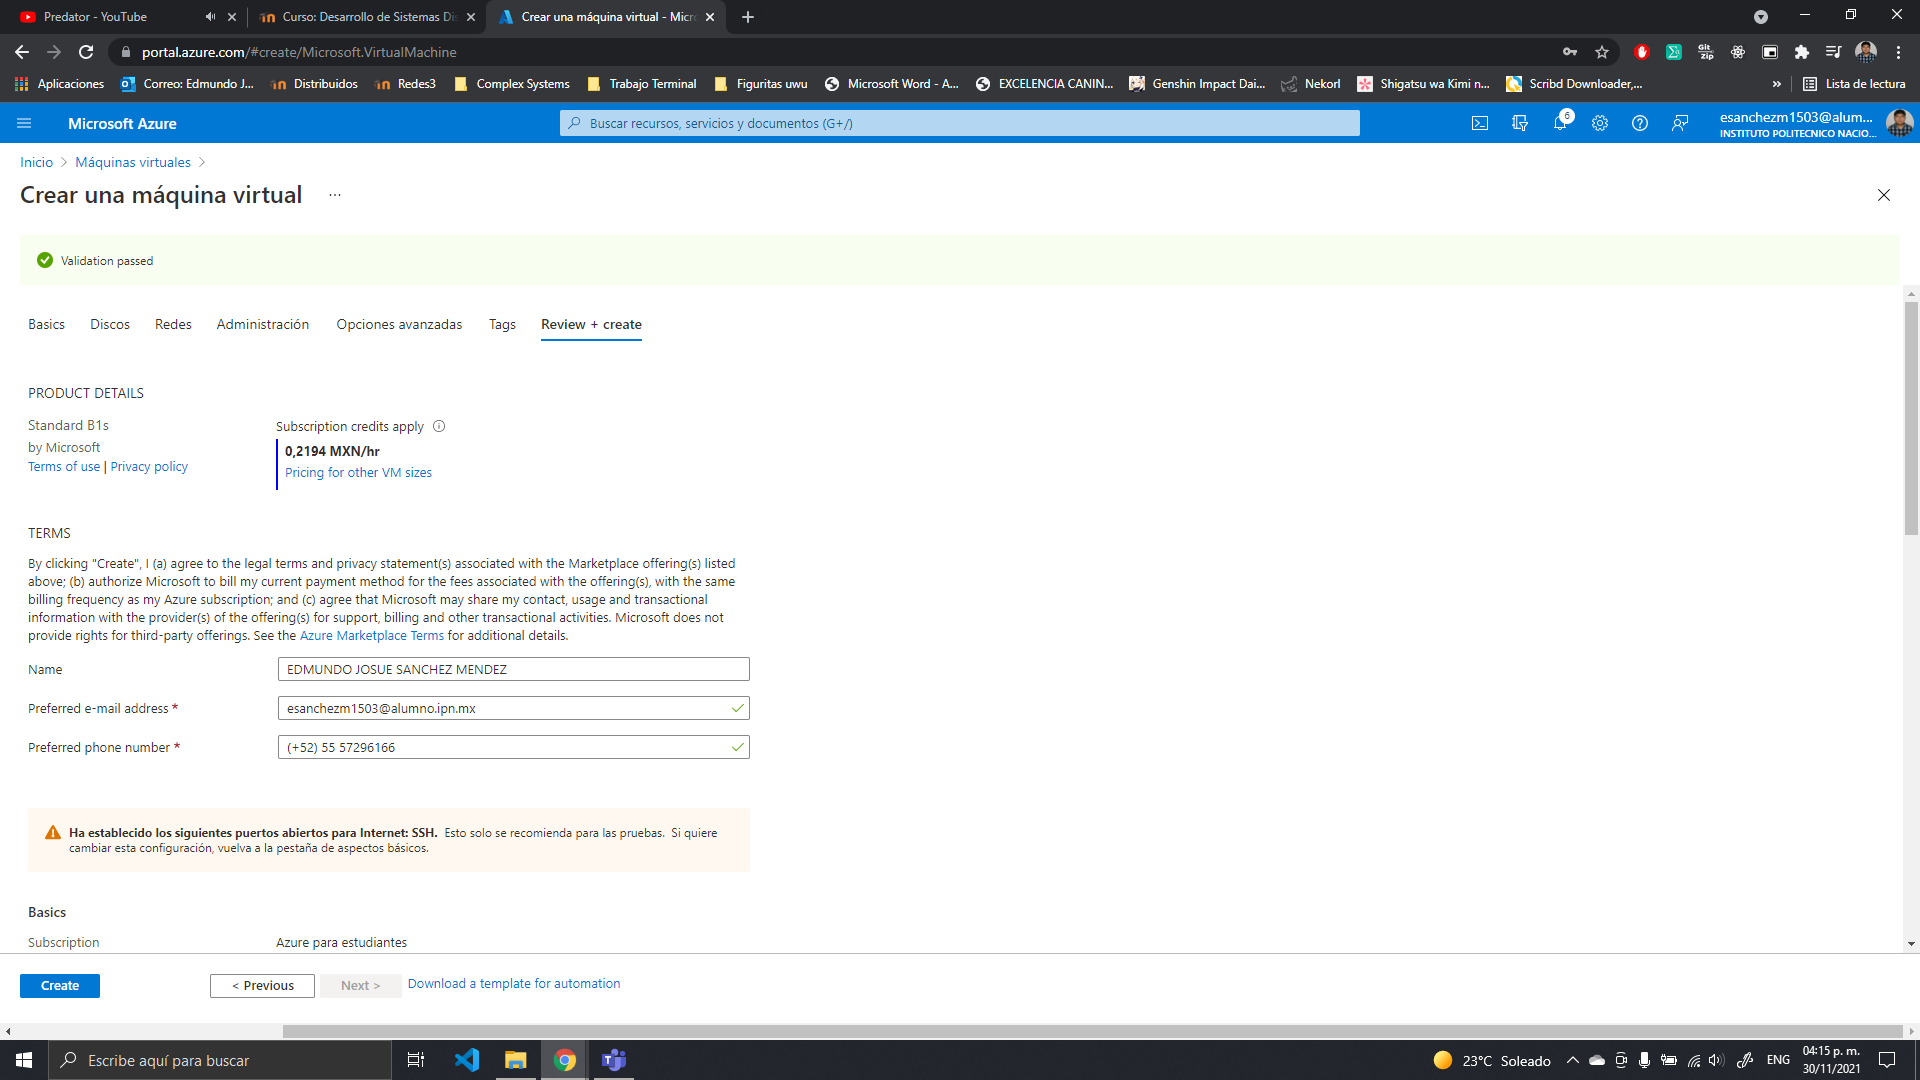 Predator - YouTube
Curso: Desarrollo de Sistemas Di
Crear una máquina virtual - Micr
portal.azure.com/#create/Microsoft.VirtualMachine
Aplicaciones
Correo: Edmundo J...
Distribuidos
Redes3
Complex Systems
Trabajo Terminal
Figuritas uwu
Microsoft Word - A...
EXCELENCIA CANIN...
Genshin Impact Dai...
Nekorl
Shigatsu wa Kimi n...
Scribd Downloader,...
»
Lista de lectura
Microsoft Azure
Buscar recursos, servicios y documentos (G+/)
6
esanchezm1503@alum...
INSTITUTO POLITECNICO NACIO...
Inicio > Máquinas virtuales >
Crear una máquina virtual ...
Validation passed
Basics Discos Redes Administración Opciones avanzadas Tags Review + create
PRODUCT DETAILS
Standard B1s
by Microsoft
Terms of use | Privacy policy
Subscription credits apply
0,2194 MXN/hr
Pricing for other VM sizes
TERMS
By clicking "Create", I (a) agree to the legal terms and privacy statement(s) associated with the Marketplace offering(s) listed
above; (b) authorize Microsoft to bill my current payment method for the fees associated with the offering(s), with the same
billing frequency as my Azure subscription; and (c) agree that Microsoft may share my contact, usage and transactional
information with the provider(s) of the offering(s) for support, billing and other transactional activities. Microsoft does not
provide rights for third-party offerings. See the Azure Marketplace Terms for additional details.
Name
EDMUNDO JOSUE SANCHEZ MENDEZ
Preferred e-mail address *
esanchezm1503@alumno.ipn.mx
Preferred phone number *
(+52) 55 57296166
Ha establecido los siguientes puertos abiertos para Internet: SSH. Esto solo se recomienda para las pruebas. Si quiere
cambiar esta configuración, vuelva a la pestaña de aspectos básicos.
Basics
Subscription
Azure para estudiantes
Create
< Previous
Next >
Download a template for automation
Escribe aquí para buscar
23°C Soleado
ENG
04:15 p. m.
30/11/2021